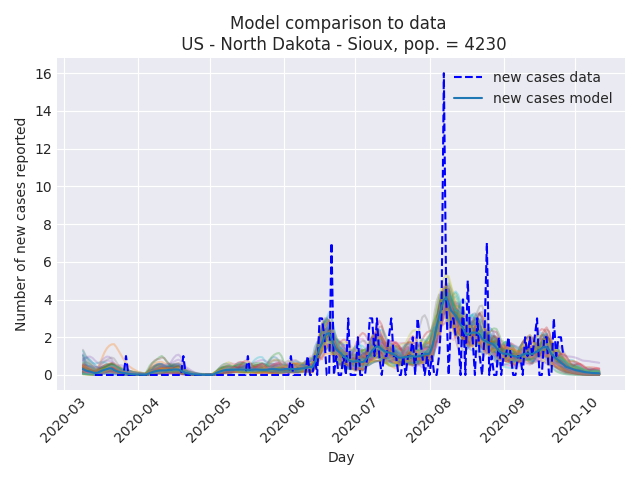 Model comparison to data
US - North Dakota - Sioux, pop. = 4230
new cases data
new cases model
Number of new cases reported
16
14
12
10
8
6
4
2
0
2020-03
2020-04
2020-05
2020-06
2020-07
2020-08
2020-09
2020-10
Day